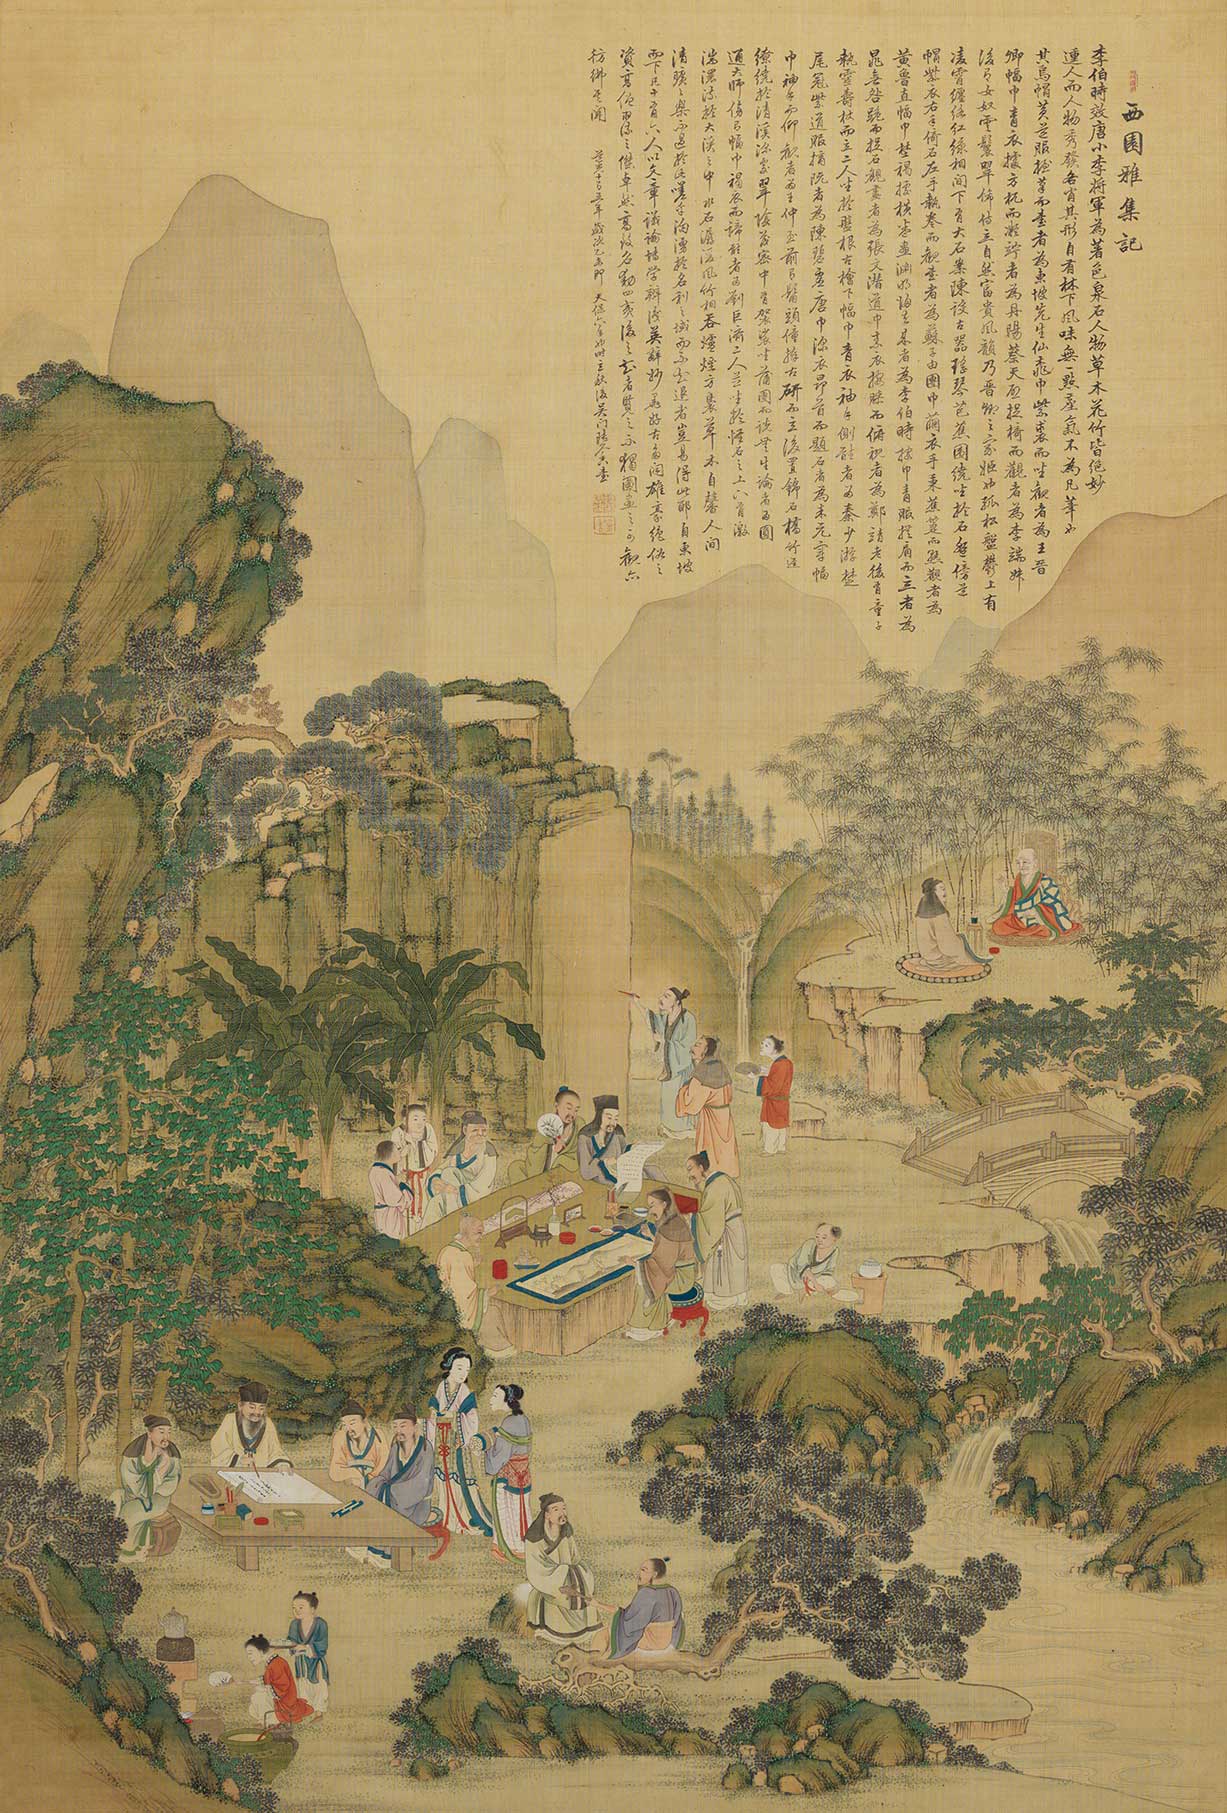 西園雅集記
李伯時效唐小李將軍為著色泉石人物草木花竹皆絕妙
運人而人物秀發各肖其形自有林下風味無一點塵氣不為凡筆也
其烏帽黃道服捉筆而書者為東坡先生仙桃巾紫裘而坐觀者為王晉
卿幅巾青衣據方机而凝竚者為丹陽蔡天啟捉椅而觀者為李端叔
後有女奴雲鬟翠飾侍立自然富貴風韻乃晉卿之家姬也孤松盤鬱上有
凌霄纏絡紅綠相間下有大石案陳設古器瑤琴芭蕉圍繞坐於石盤傍道
帽紫衣右手倚石左手執卷而觀書者為蘇子由團巾繭衣手秉蕉箑而熟觀者為
黃魯直幅巾野褐據橫卷畫淵明歸去來者為李伯時披巾青服撫肩而立者為
晁无咎跪而捉石觀畫者為張文潛道巾素衣按膝而俯視者為鄭靖老後有童子
執靈壽杖而立二人坐於盤根古檜下幅巾青衣袖手側聽者為秦少游琴
尾冠紫道服摘阮者為陳碧虛唐巾深衣昂首而題石者為米元章幅
巾袖手而仰觀者為王仲至前有鬅頭僮捧古研而立後有錦石橋竹逕
繚繞於清溪深處翠陰茂密中有袈裟坐蒲團而談無生論者為圓
通大師傍有幅巾褐衣而諦聽者為劉巨濟二人並坐於怪石之上下有激
湍潨流於大溪之中水石潺湲風竹相吞爐煙方裊草木自馨人間
清曠之樂不過於此嗟乎洶湧於名利之域而不知退者豈易得此耶自東坡
而下凡十有六人以文章議論博學辨識英辭妙墨好古多聞雄豪絕俗之
資高僧羽流之傑卓然高致名動四夷後之覽者不獨圖畫之可觀亦
彷彿
十有五年歲次乙未即天保六年